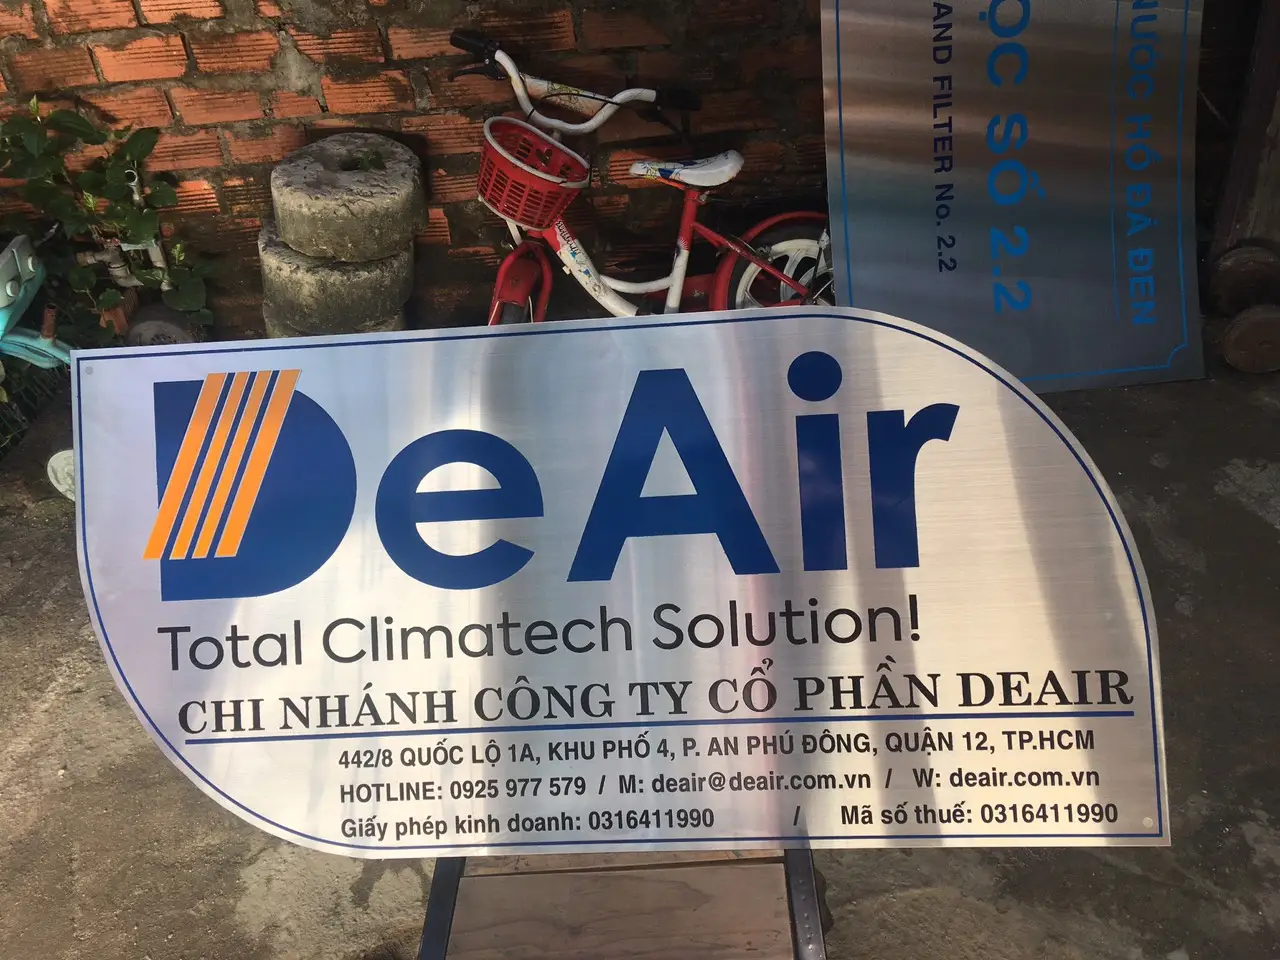 DeAir
Total Climatech Solution!
CHI NHÁNH CÔNG TY CỔ PHẦN DEAIR
442/8 QUỐC LỘ 1A, KHU PHỐ 4, P. AN PHÚ ĐÔNG, QUẬN 12, TP.HCM
HOTLINE: 0925 977 579 / M: deair@deair.com.vn / W: deair.com.vn
Giấy phép kinh doanh: 0316411990 / Mã số thuế: 0316411990
NƯỚC HỒ ĐÁ ĐEN
ỌC SỐ 2.2
AND FILTER No. 2.2